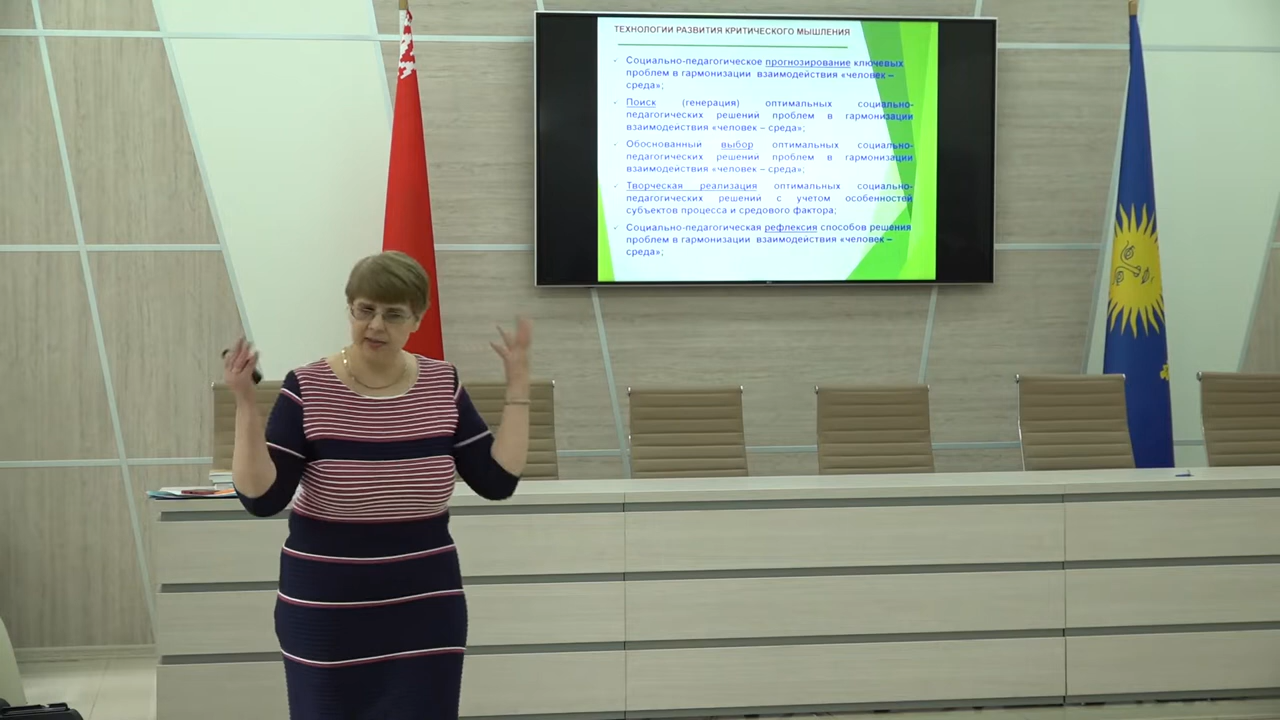 ТЕХНОЛОГИИ РАЗВИТИЯ КРИТИЧЕСКОГО МЫШЛЕНИЯ
Социально-педагогическое прогнозирование ключевых
проблем в гармонизации взаимодействия «человек –
среда»;
Поиск (генерация) оптимальных социально-
педагогических решений проблем в гармонизации
взаимодействия «человек – среда»;
Обоснованный выбор оптимальных социально-
педагогических решений проблем в гармонизации
взаимодействия «человек – среда»;
Творческая реализация оптимальных социально-
педагогических решений с учетом особенностей
субъектов процесса и средового фактора;
Социально-педагогическая рефлексия способов решения
проблем в гармонизации взаимодействия «человек –
среда»;